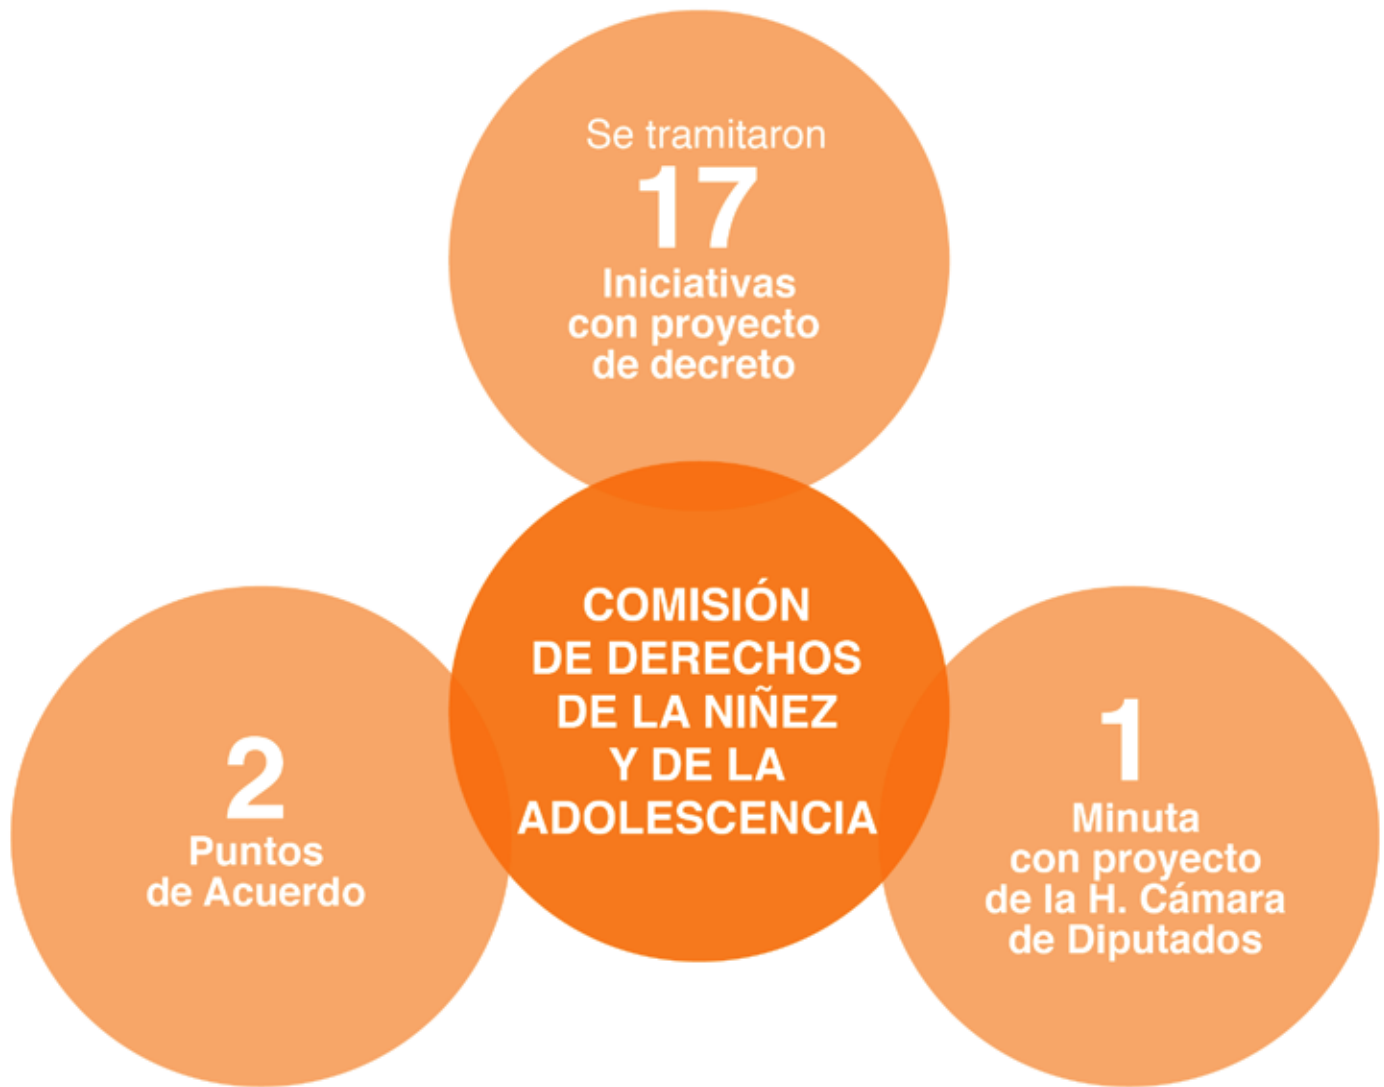 Se tramitaron
17
Iniciativas
con proyecto
de decreto
COMISIÓN
DE DERECHOS
DE LA NIÑEZ
Y DE LA
ADOLESCENCIA
2
Puntos
de Acuerdo
1
Minuta
con proyecto
de la H. Cámara
de Diputados